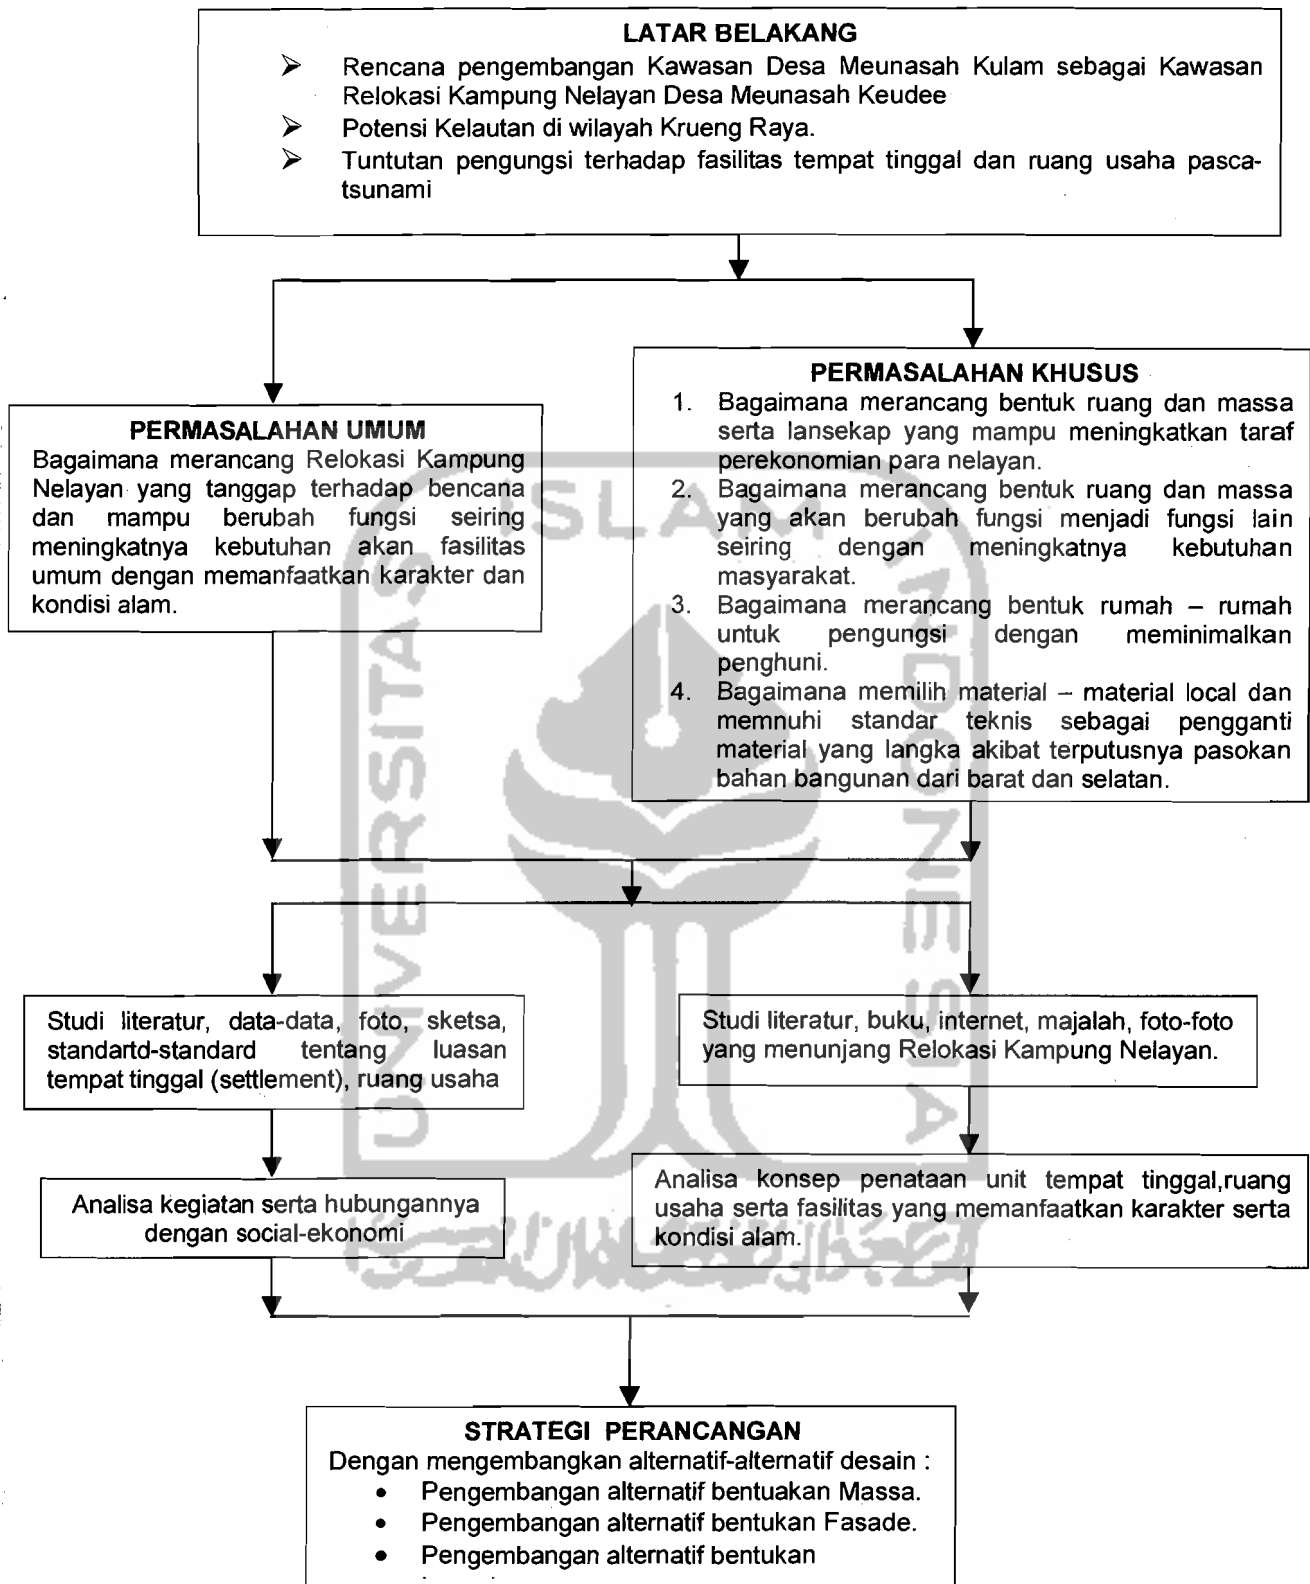 LATAR BELAKANG
➢ Rencana pengembangan Kawasan Desa Meunasah Kulam sebagai Kawasan
Relokasi Kampung Nelayan Desa Meunasah Keudee
➢ Potensi Kelautan di wilayah Krueng Raya.
➢ Tuntutan pengungsi terhadap fasilitas tempat tinggal dan ruang usaha pasca-
tsunami
PERMASALAHAN UMUM
Bagaimana merancang Relokasi Kampung
Nelayan yang tanggap terhadap bencana
dan mampu berubah fungsi seiring
meningkatnya kebutuhan akan fasilitas
umum dengan memanfaatkan karakter dan
kondisi alam.
PERMASALAHAN KHUSUS
1. Bagaimana merancang bentuk ruang dan massa
serta lansekap yang mampu meningkatkan taraf
perekonomian para nelayan.
2. Bagaimana merancang bentuk ruang dan massa
yang akan berubah fungsi menjadi fungsi lain
seiring dengan meningkatnya kebutuhan
masyarakat.
3. Bagaimana merancang bentuk rumah – rumah
untuk pengungsi dengan meminimalkan
penghuni.
4. Bagaimana memilih material – material local dan
memnuhi standar teknis sebagai pengganti
material yang langka akibat terputusnya pasokan
bahan bangunan dari barat dan selatan.
Studi literatur, data-data, foto, sketsa,
standartd-standard tentang luasan
tempat tinggal (settlement), ruang usaha
Studi literatur, buku, internet, majalah, foto-foto
yang menunjang Relokasi Kampung Nelayan.
Analisa kegiatan serta hubungannya
dengan social-ekonomi
Analisa konsep penataan unit tempat tinggal,ruang
usaha serta fasilitas yang memanfaatkan karakter serta
kondisi alam.
STRATEGI PERANCANGAN
Dengan mengembangkan alternatif-alternatif desain :
• Pengembangan alternatif bentuakan Massa.
• Pengembangan alternatif bentukan Fasade.
• Pengembangan alternatif bentukan
UNIVERSITAS
ISLAM
INDONESIA